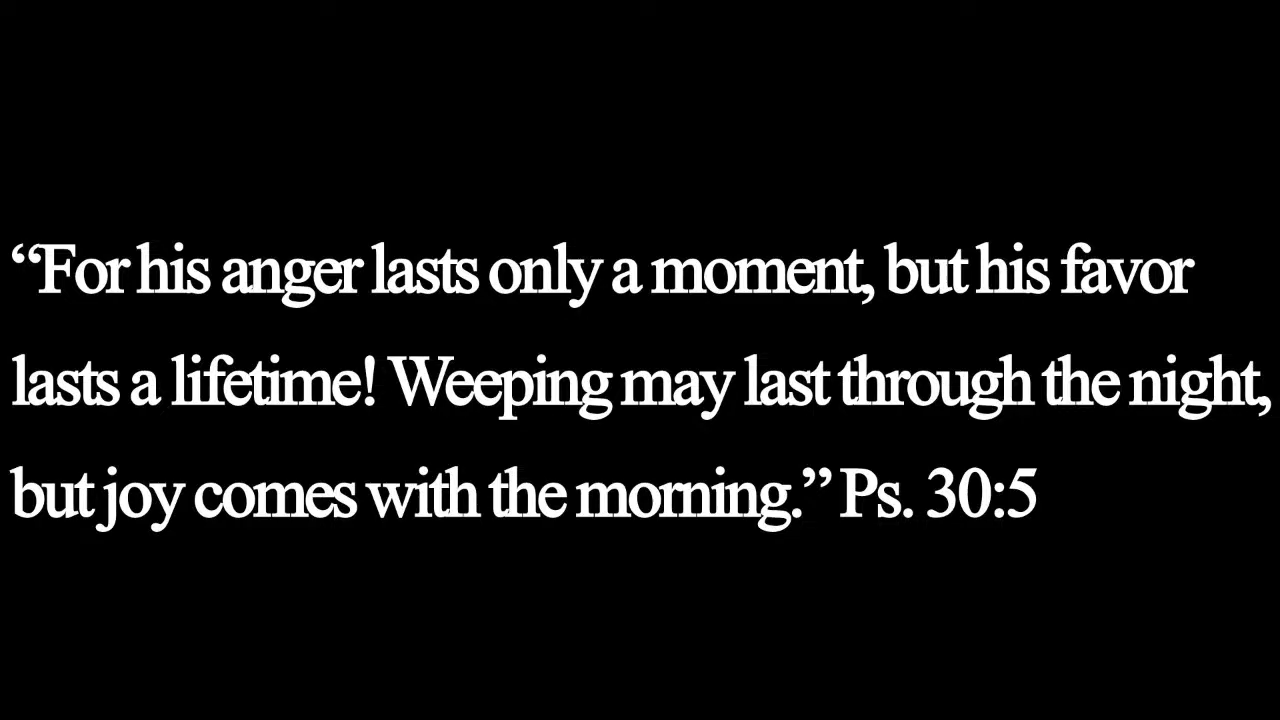 “For his anger lasts only a moment, but his favor
lasts a lifetime! Weeping may last through the night,
but joy comes with the morning.” Ps. 30:5